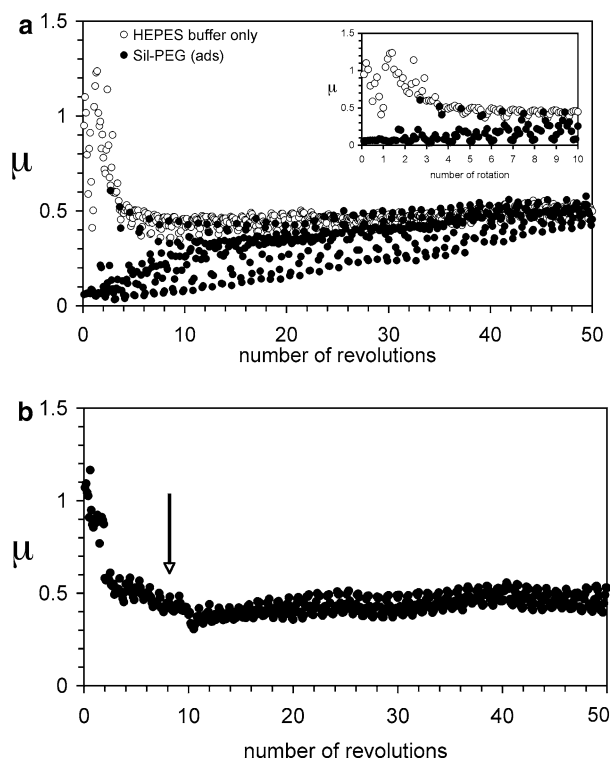 a
1.5
1
0.5
0
μ
HEPES buffer only
Sil-PEG (ads)
1.5
1
0.5
0
μ
0 1 2 3 4 5 6 7 8 9 10
number of rotation
0 10 20 30 40 50
number of revolutions
b
1.5
1
0.5
0
μ
0 10 20 30 40 50
number of revolutions